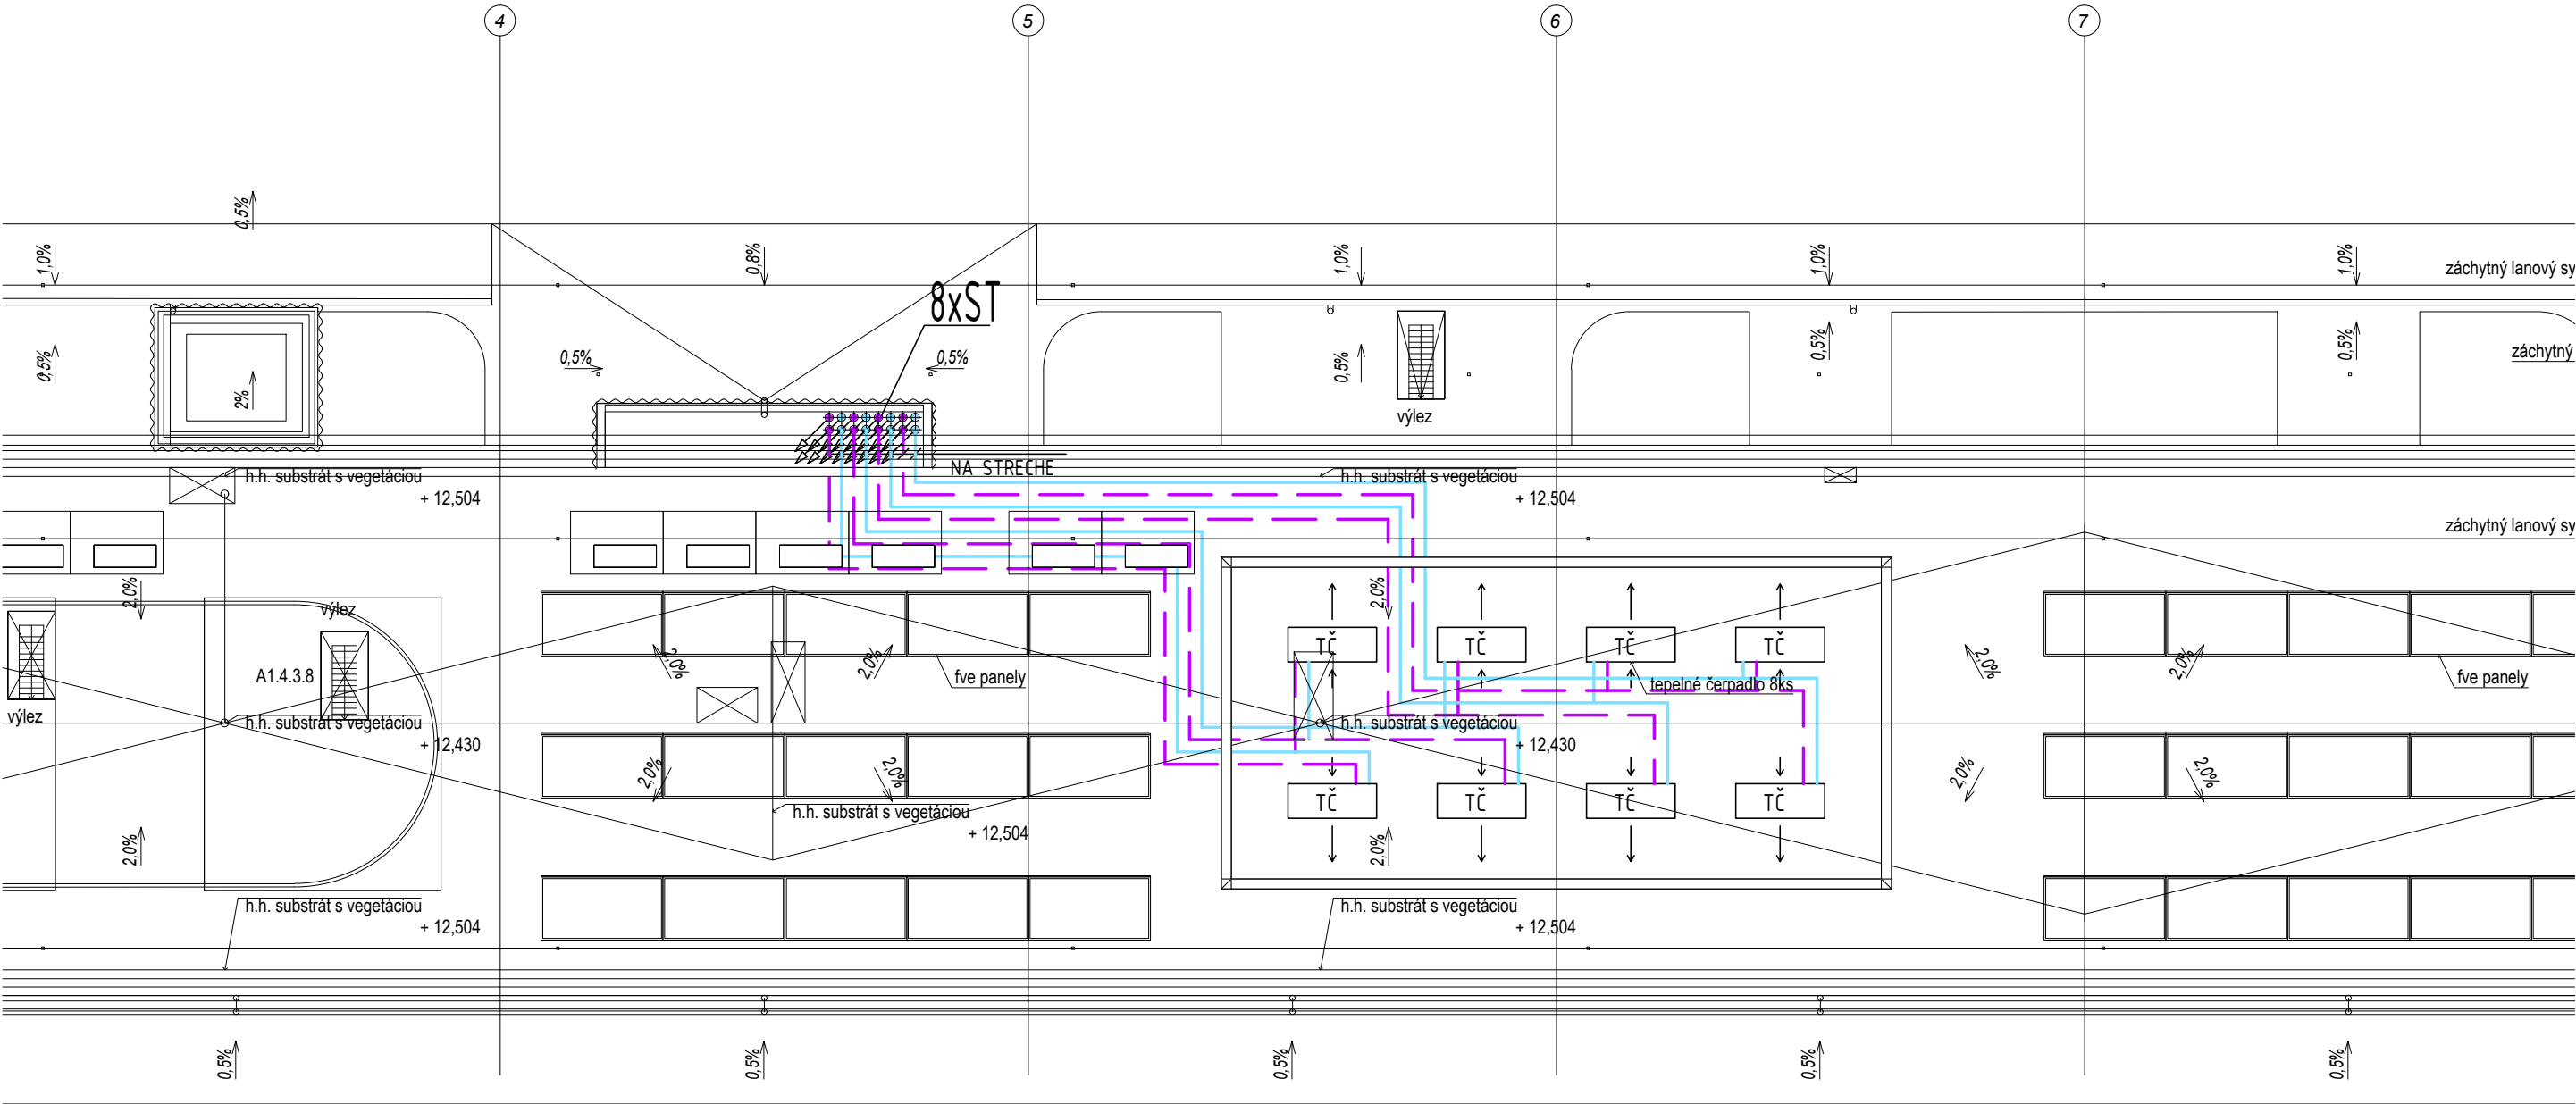 4
5
6
7
0,5%
1,0%
0,8%
1,0%
1,0%
1,0%
záchytný lanový sy
8xST
0,5%
2%
0,5%
0,5%
0,5%
0,5%
0,5%
záchytný
výlez
NA STRECHE
h.h. substrát s vegetáciou
+ 12,504
h.h. substrát s vegetáciou
+ 12,504
záchytný lanový sy
2,0%
2,0%
výlez
TČ
TČ
TČ
TČ
A1.4.3.8
2,0%
2,0%
fve panely
tepelné čerpadlo 8ks
2,0%
2,0%
fve panely
výlez
h.h. substrát s vegetáciou
+ 12,430
h.h. substrát s vegetáciou
+ 12,430
2,0%
2,0%
2,0%
2,0%
TČ
TČ
TČ
TČ
h.h. substrát s vegetáciou
+ 12,504
2,0%
2,0%
h.h. substrát s vegetáciou
+ 12,504
h.h. substrát s vegetáciou
+ 12,504
0,5%
0,5%
0,5%
0,5%
0,5%